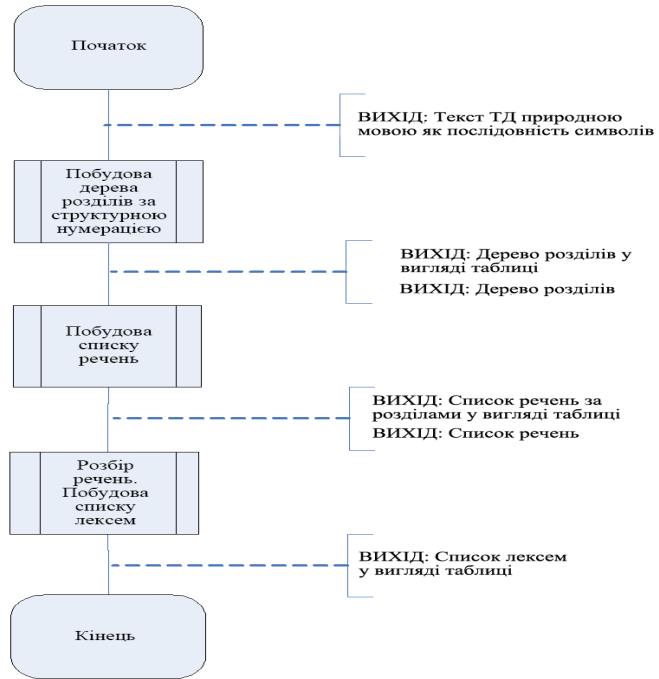 Початок
ВИХІД: Текст ТД природною
мовою як послідовність символів
Побудова
дерева
розділів за
структурною
нумерацією
ВИХІД: Дерево розділів у
вигляді таблиці
ВИХІД: Дерево розділів
Побудова
списку
речень
ВИХІД: Список речень за
розділами у вигляді таблиці
ВИХІД: Список речень
Розбір
речень.
Побудова
списку
лексем
ВИХІД: Список лексем
у вигляді таблиці
Кінець